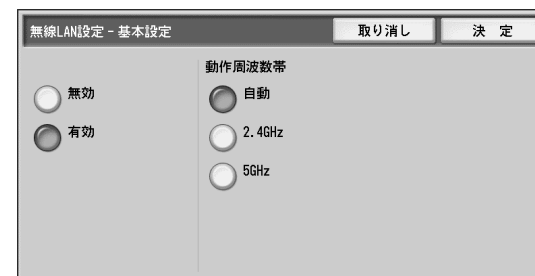 無線LAN設定 - 基本設定
取り消し
決 定
無効
有効
動作周波数帯
自動
2.4GHz
5GHz